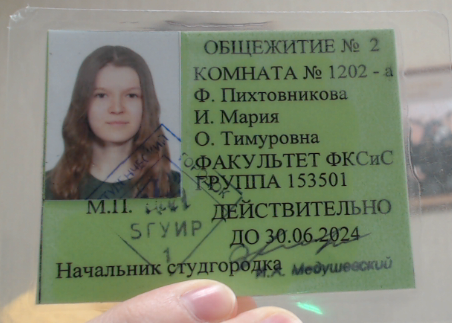 ОБЩЕЖИТИЕ № 2
КОМНАТА № 1202 - а
Ф. Пихтовникова
И. Мария
О. Тимуровна
ФАКУЛЬТЕТ ФКСиС
ГРУППА 153501
М.П.
ДЕЙСТВИТЕЛЬНО
БГУИР
ДО 30.06.2024
1
Начальник студгородка
И.А. Медушевский